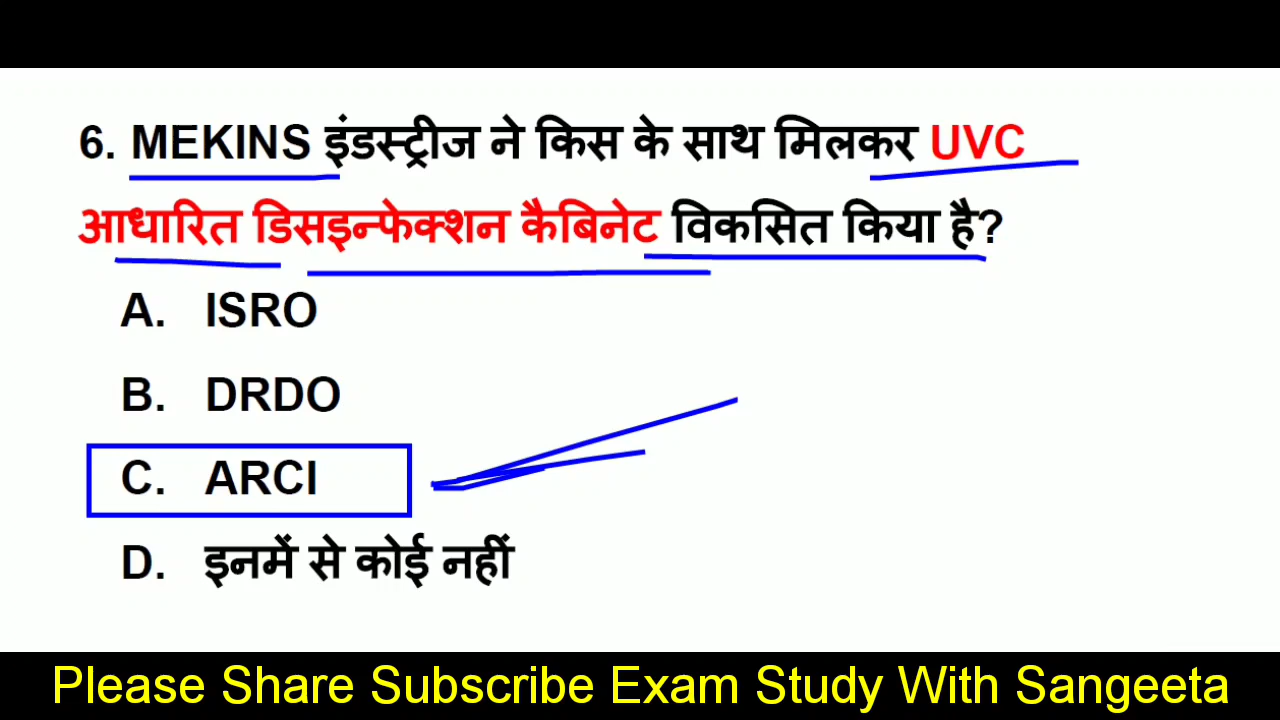 6. MEKINS इंडस्ट्रीज ने किस के साथ मिलकर UVC
आधारित डिसइन्फेक्शन कैबिनेट विकसित किया है?
A. ISRO
B. DRDO
C. ARCI
D. इनमें से कोई नहीं
Please Share Subscribe Exam Study With Sangeeta